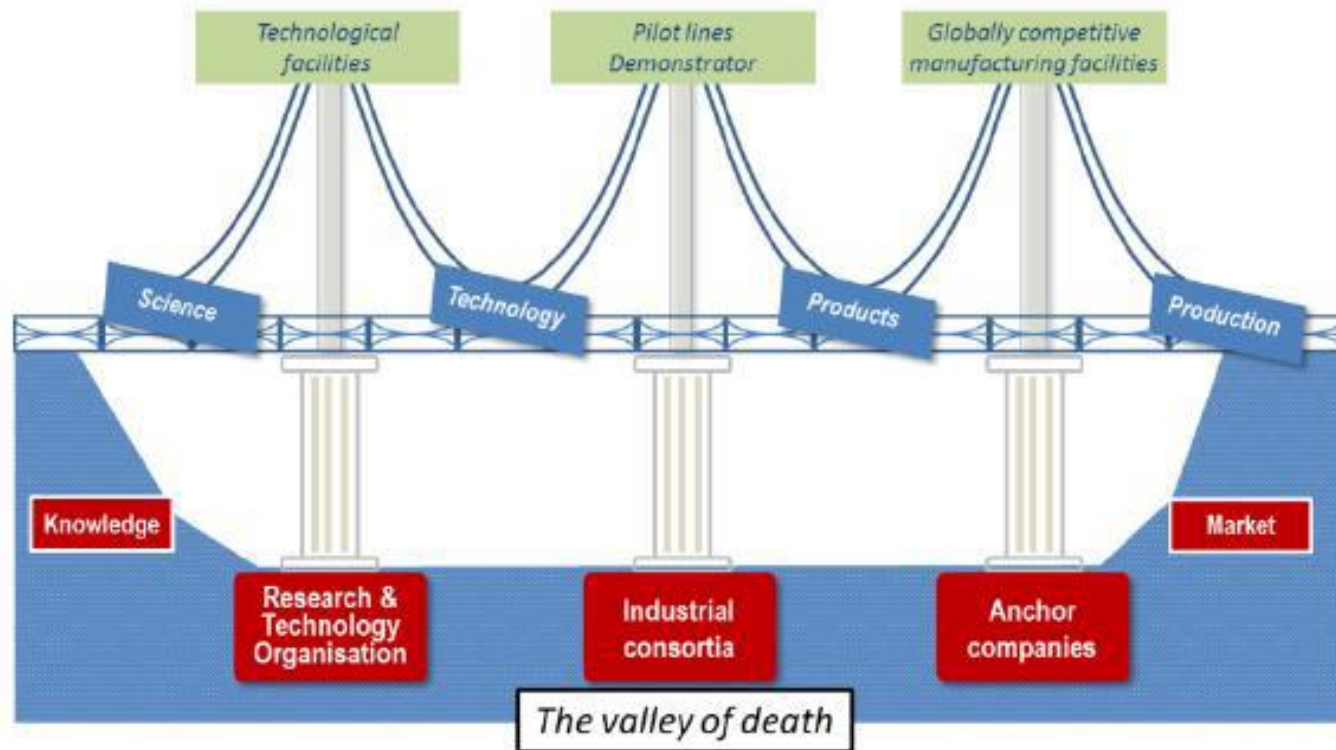 Technological
facilities
Pilot lines
Demonstrator
Globally competitive
manufacturing facilities
Science
Technology
Products
Production
Knowledge
Market
Research &
Technology
Organisation
Industrial
consortia
Anchor
companies
The valley of death